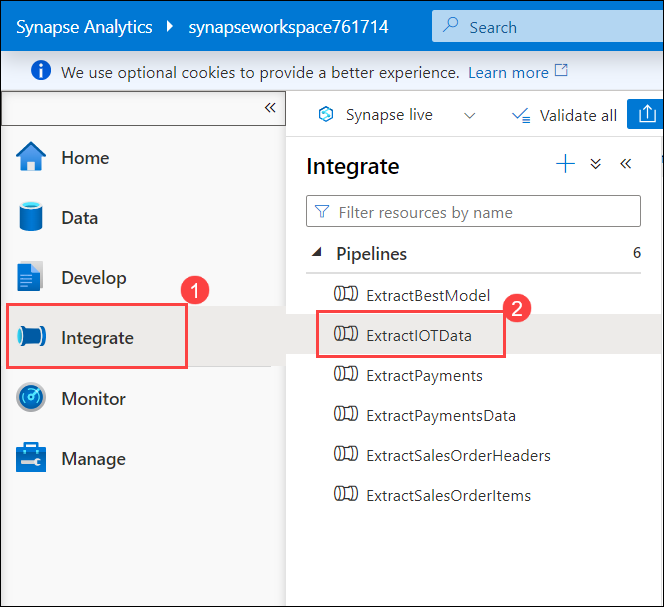 Synapse Analytics synapseworkspace761714 Search
We use optional cookies to provide a better experience. Learn more
Synapse live Validate all
Home
Data
Develop
1
Integrate
Monitor
Manage
Integrate
Filter resources by name
Pipelines 6
ExtractBestModel
2
ExtractIOTData
ExtractPayments
ExtractPaymentsData
ExtractSalesOrderHeaders
ExtractSalesOrderItems